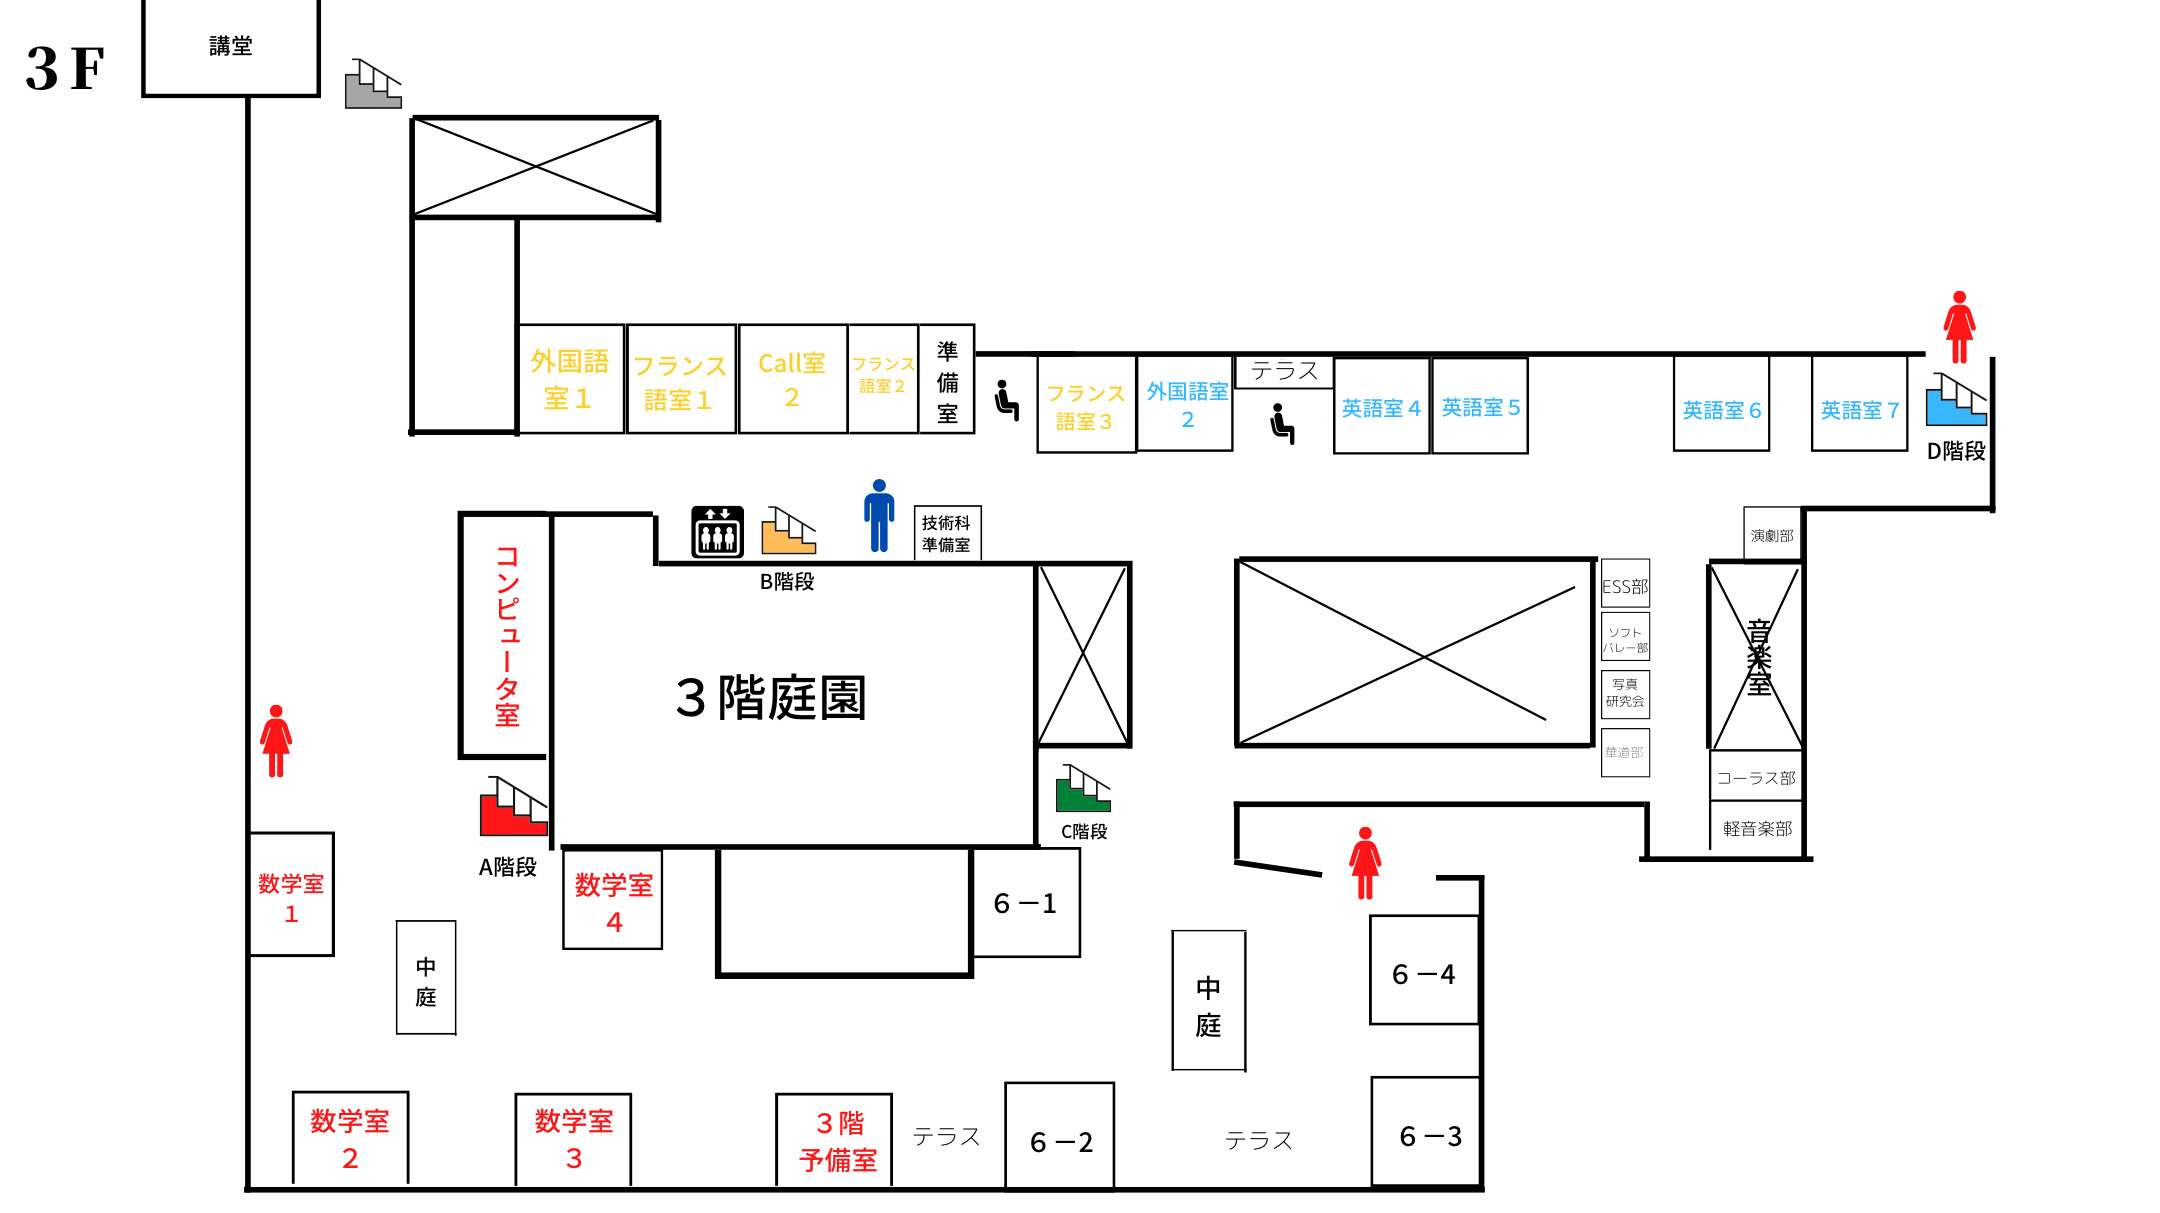 ３F
講堂
外国語
室１
フランス
語室１
Call室
２
フランス
語室２
準
備
室
フランス
語室３
外国語室
２
テラス
英語室４
英語室５
英語室６
英語室７
D階段
技術科
準備室
B階段
演劇部
ESS部
ソフト
バレー部
写真
研究会
華道部
音楽室
コーラス部
軽音楽部
コンピュータ室
３階庭園
A階段
C階段
数学室
１
数学室
４
６－１
中
庭
中
庭
６－４
数学室
２
数学室
３
３階
予備室
テラス
６－２
テラス
６－３